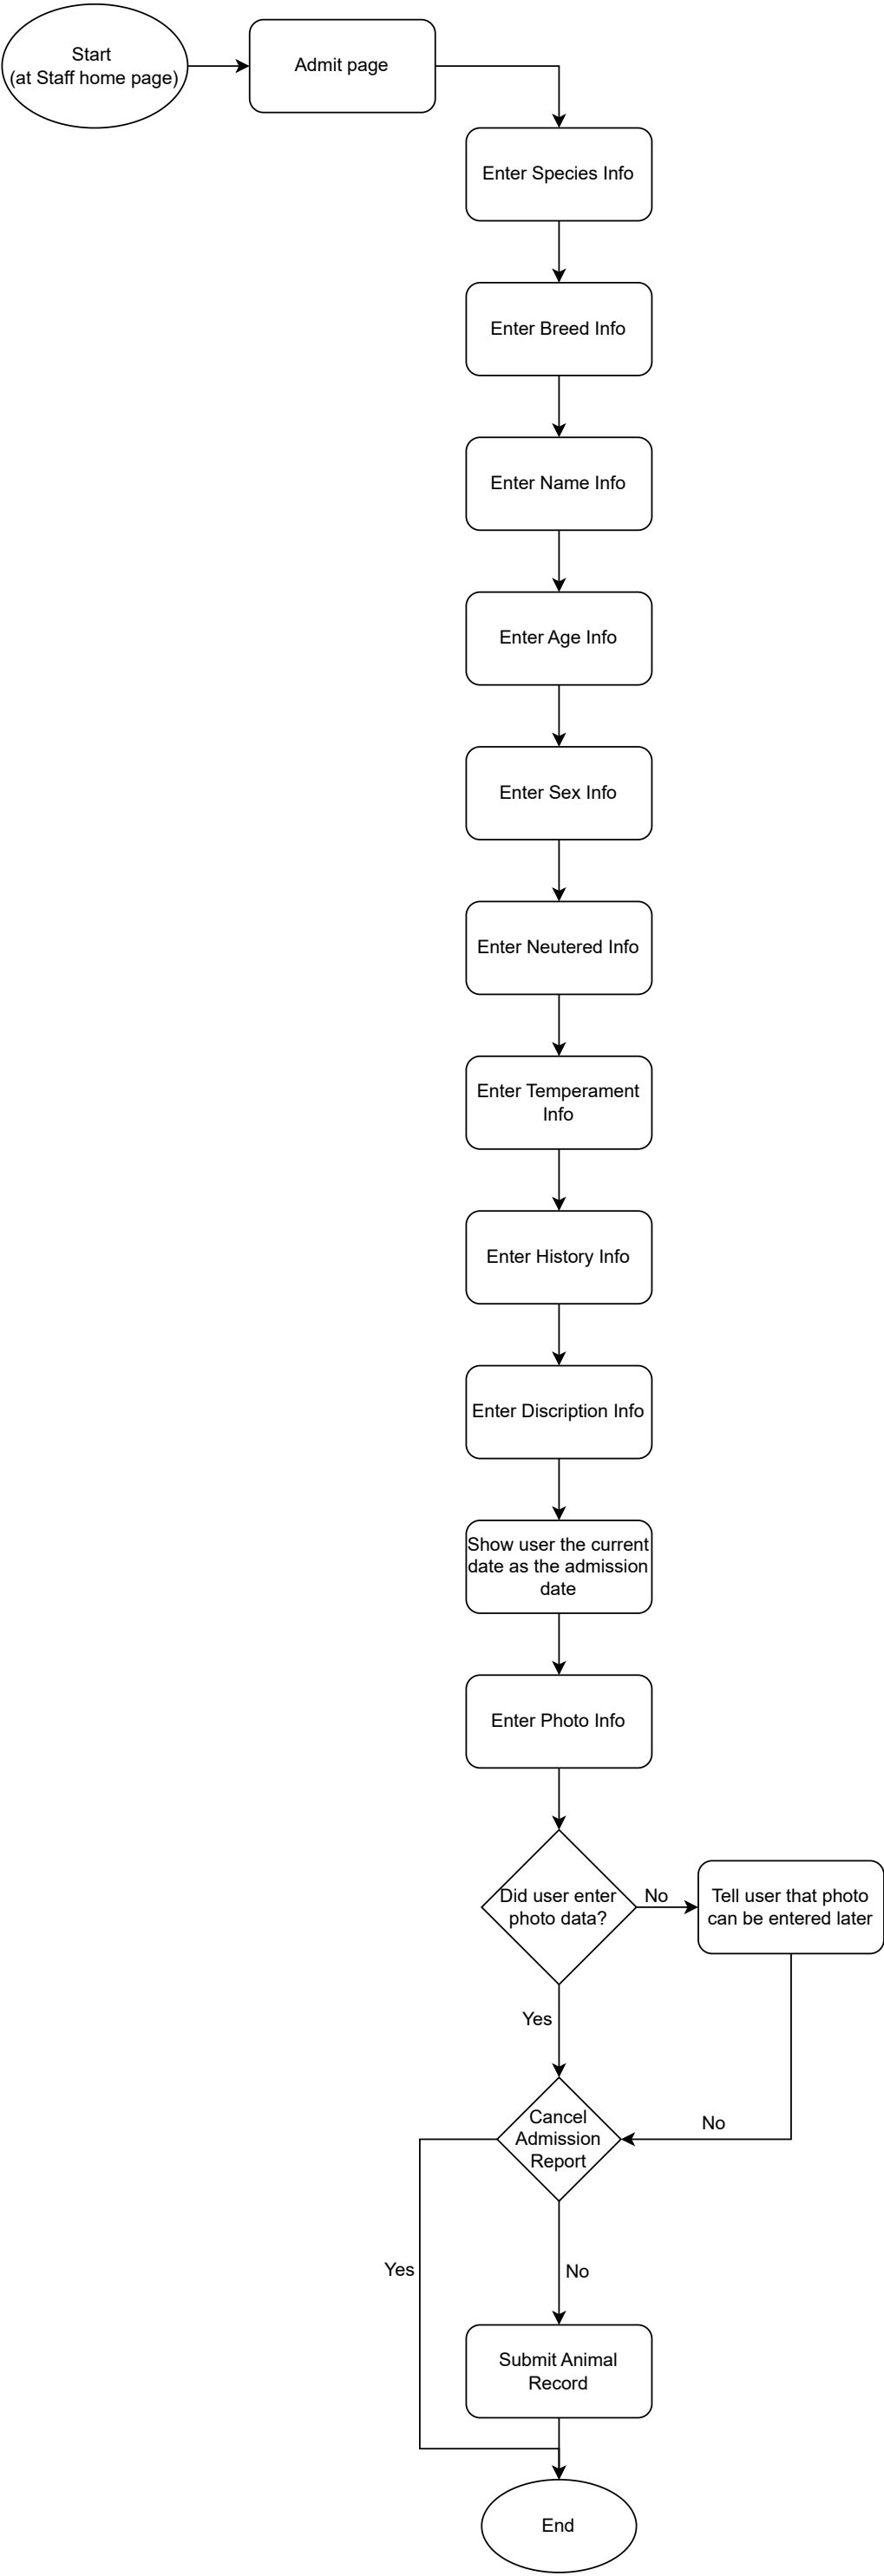 Start
(at Staff home page)
Admit page
Enter Species Info
Enter Breed Info
Enter Name Info
Enter Age Info
Enter Sex Info
Enter Neutered Info
Enter Temperament
Info
Enter History Info
Enter Discription Info
Show user the current
date as the admission
date
Enter Photo Info
Did user enter
photo data?
No
Tell user that photo
can be entered later
Yes
Cancel
Admission
Report
No
Yes
No
Submit Animal
Record
End